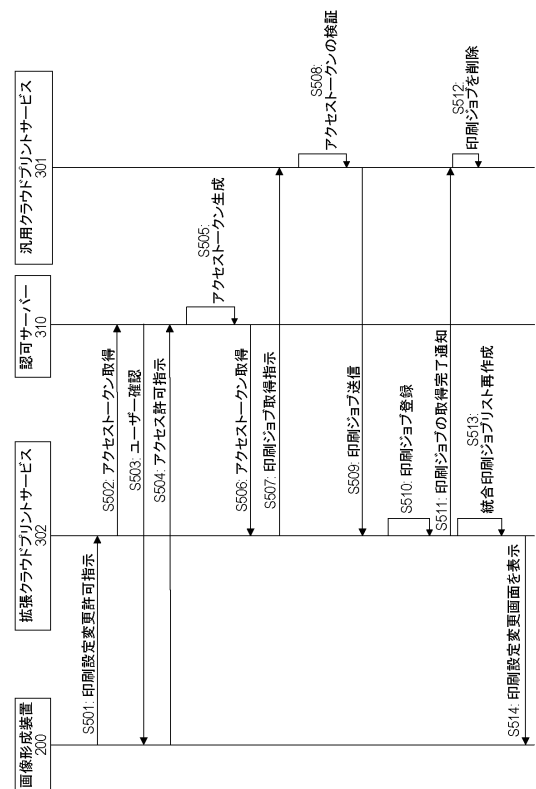 画像形成装置
200
拡張クラウドプリントサービス
302
認可サーバー
310
汎用クラウドプリントサービス
301
S501: 印刷設定変更許可指示
S502: アクセストークン取得
S503: ユーザー確認
S504: アクセス許可指示
S505:
アクセストークン生成
S506: アクセストークン取得
S507: 印刷ジョブ取得指示
S508:
アクセストークンの検証
S509: 印刷ジョブ送信
S510: 印刷ジョブ登録
S511: 印刷ジョブの取得完了通知
S512:
印刷ジョブを削除
S513:
統合印刷ジョブリスト再作成
S514: 印刷設定変更画面を表示